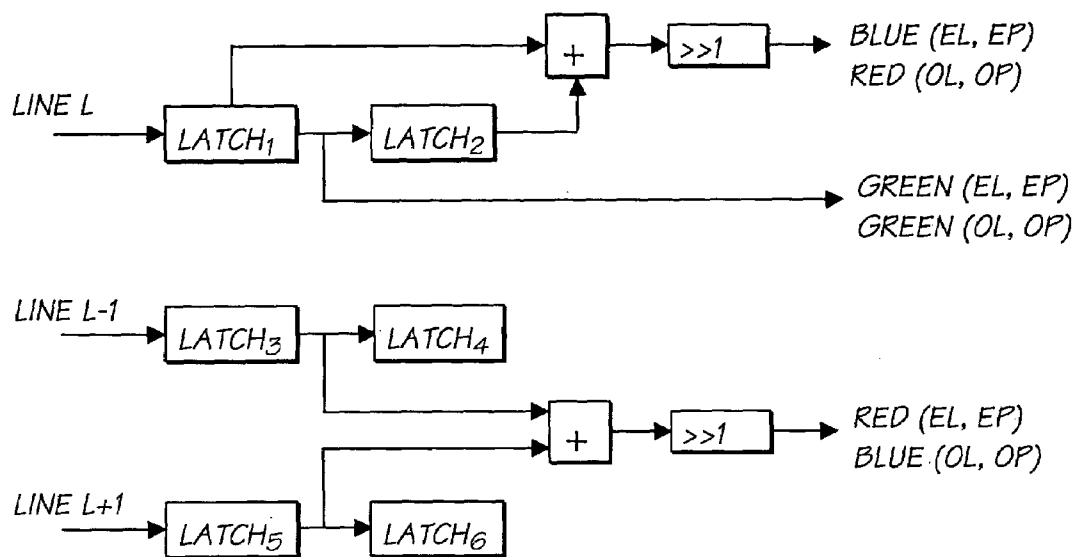 BLUE (EL, EP)
RED (OL, OP)
+
>>1
LINE L
LATCH₁
LATCH₂
GREEN (EL, EP)
GREEN (OL, OP)
LINE L-1
LATCH₃
LATCH₄
+
>>1
RED (EL, EP)
BLUE (OL, OP)
LINE L+1
LATCH₅
LATCH₆